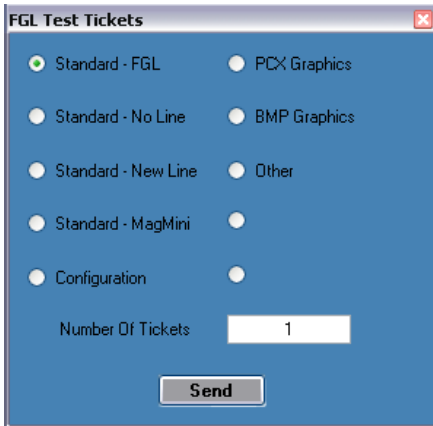 FGL Test Tickets
Standard - FGL
PCX Graphics
Standard - No Line
BMP Graphics
Standard - New Line
Other
Standard - MagMini
Configuration
Number Of Tickets
1
Send